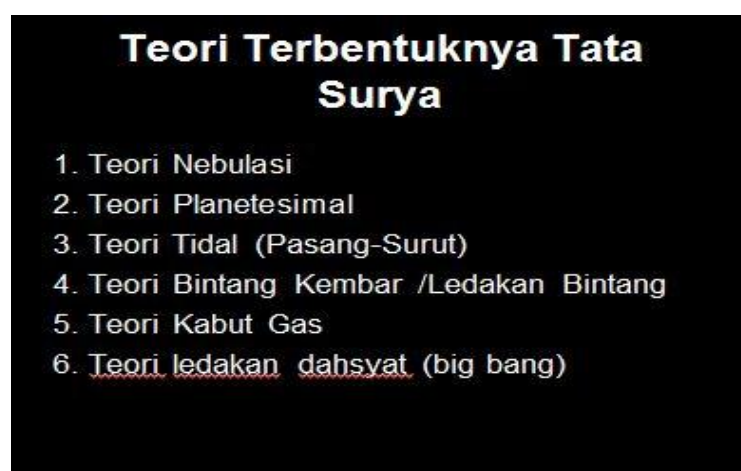 Teori Terbentuknya Tata
Surya
1. Teori Nebulasi
2. Teori Planetesimal
3. Teori Tidal (Pasang-Surut)
4. Teori Bintang Kembar /Ledakan Bintang
5. Teori Kabut Gas
6. Teori ledakan dahsyat (big bang)